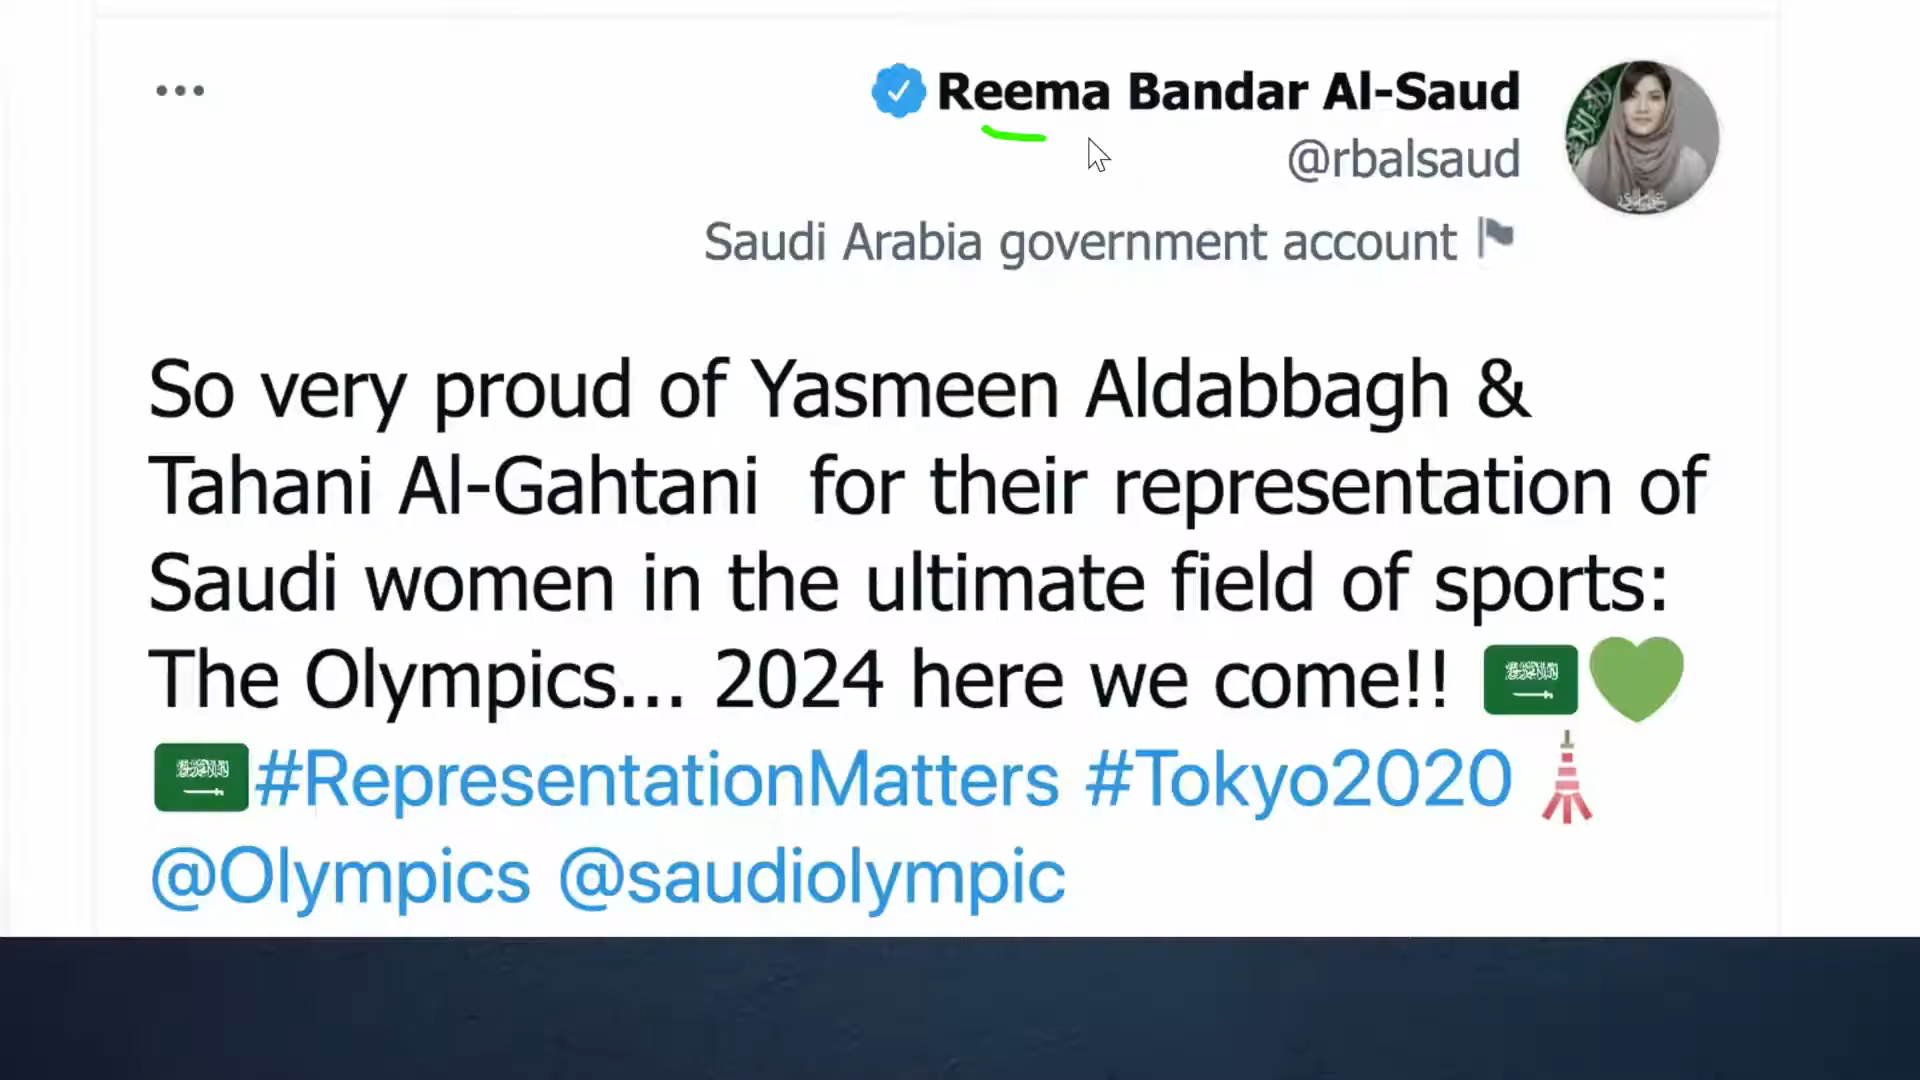 Reema Bandar Al-Saud
@rbalsaud
Saudi Arabia government account
So very proud of Yasmeen Aldabbagh &
Tahani Al-Gahtani for their representation of
Saudi women in the ultimate field of sports:
The Olympics... 2024 here we come!! 🇸🇦💚
🇸🇦#RepresentationMatters #Tokyo2020🗼
@Olympics @saudiolympic